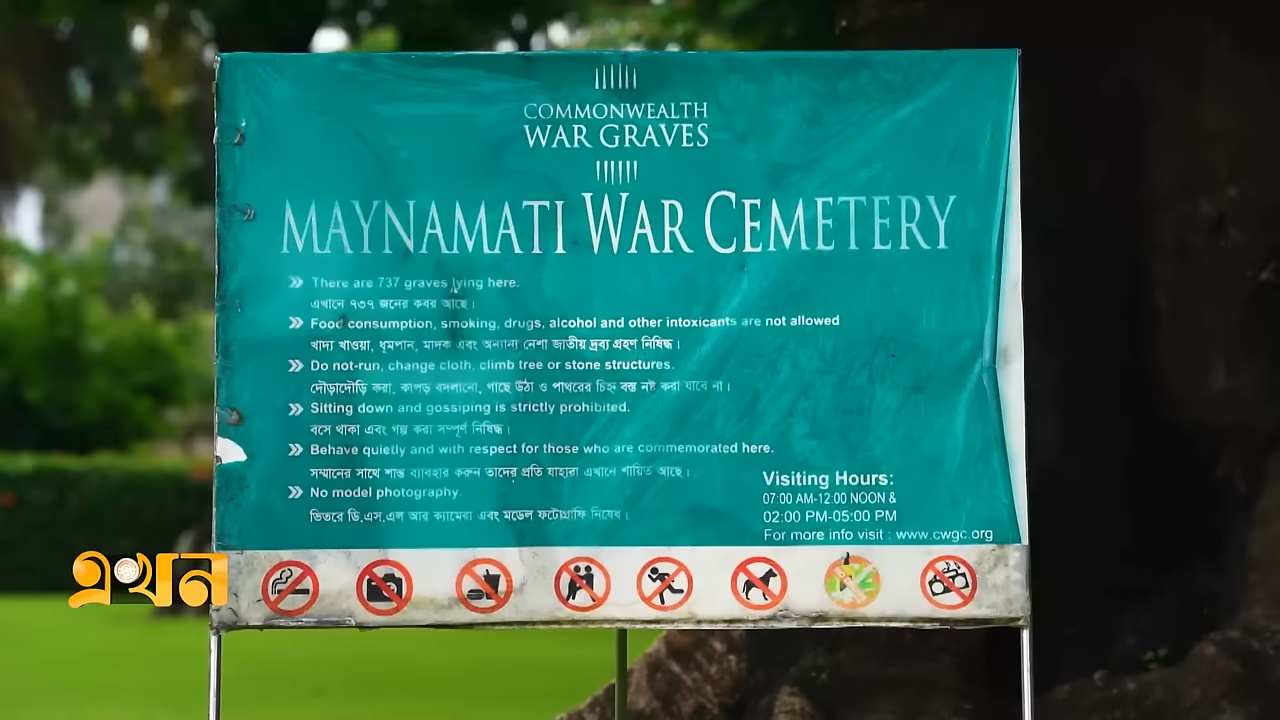 COMMONWEALTH
WAR GRAVES
MAYNAMATI WAR CEMETERY
There are 737 graves lying here.
এখানে ৭৩৭ জনের কবর আছে।
Food consumption, smoking, drugs, alcohol and other intoxicants are not allowed
খাদ্য খাওয়া, ধূমপান, মাদক এবং অন্যান্য নেশা জাতীয় দ্রব্য গ্রহণ নিষিদ্ধ।
Do not-run, change cloth, climb tree or stone structures.
দৌড়াদৌড়ি করা, কাপড় বদলানো, গাছে উঠা ও পাথরের চিহ্ন বস্তু নষ্ট করা যাবে না।
Sitting down and gossiping is strictly prohibited.
বসে থাকা এবং গল্প করা সম্পূর্ণ নিষিদ্ধ।
Behave quietly and with respect for those who are commemorated here.
সম্মানের সাথে শান্ত ব্যাবহার করুন তাদের প্রতি যাহারা এখানে শায়িত আছে।
No model photography.
ভিতরে ডি.এস.এল আর ক্যামেরা এবং মডেল ফটোগ্রাফি নিষেধ।
Visiting Hours:
07:00 AM-12:00 NOON &
02:00 PM-05:00 PM
For more info visit : www.cwgc.org
এখন